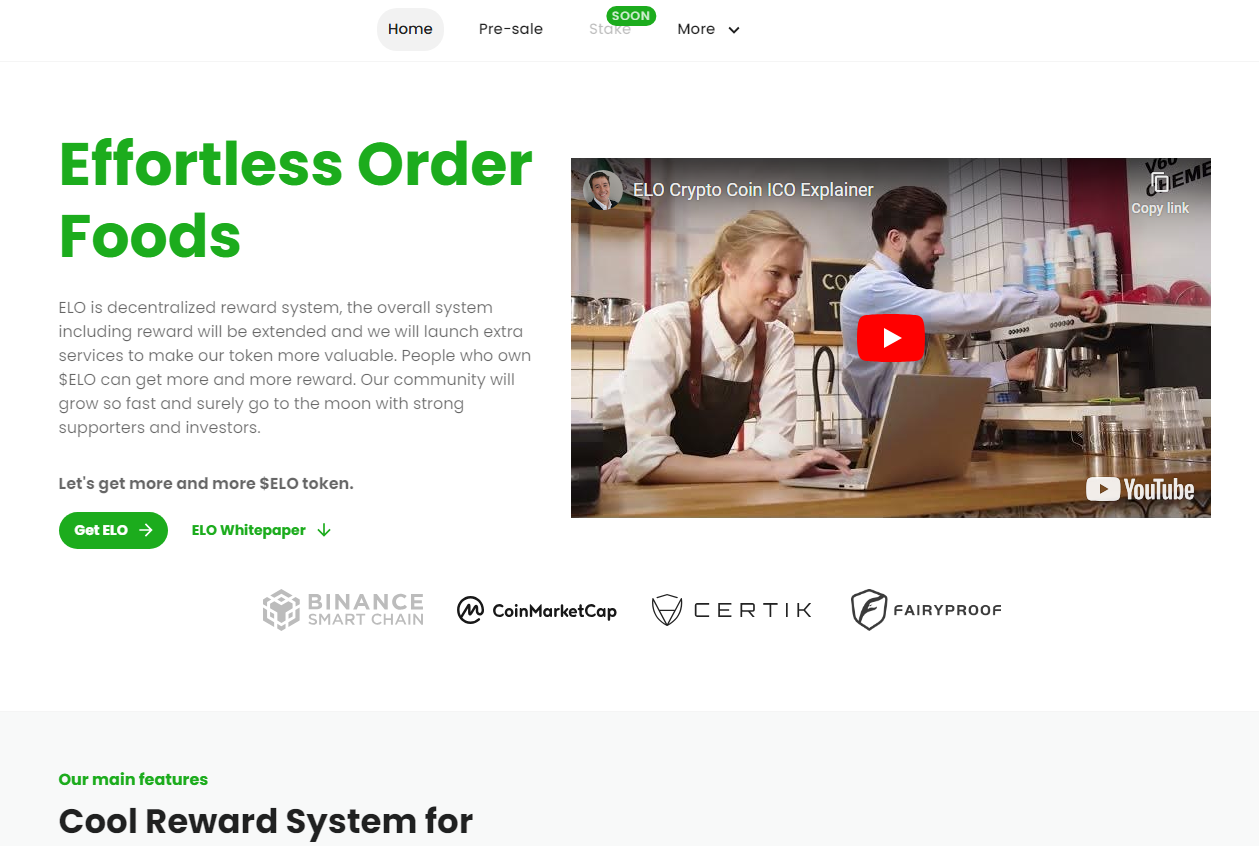 Home Pre-sale Stake SOON More
Effortless Order
Foods
ELO is decentralized reward system, the overall system
including reward will be extended and we will launch extra
services to make our token more valuable. People who own
$ELO can get more and more reward. Our community will
grow so fast and surely go to the moon with strong
supporters and investors.
Let's get more and more $ELO token.
Get ELO ELO Whitepaper
ELO Crypto Coin ICO Explainer
Copy link
YouTube
BINANCE
SMART CHAIN
CoinMarketCap
CERTIK
FAIRYPROOF
Our main features
Cool Reward System for